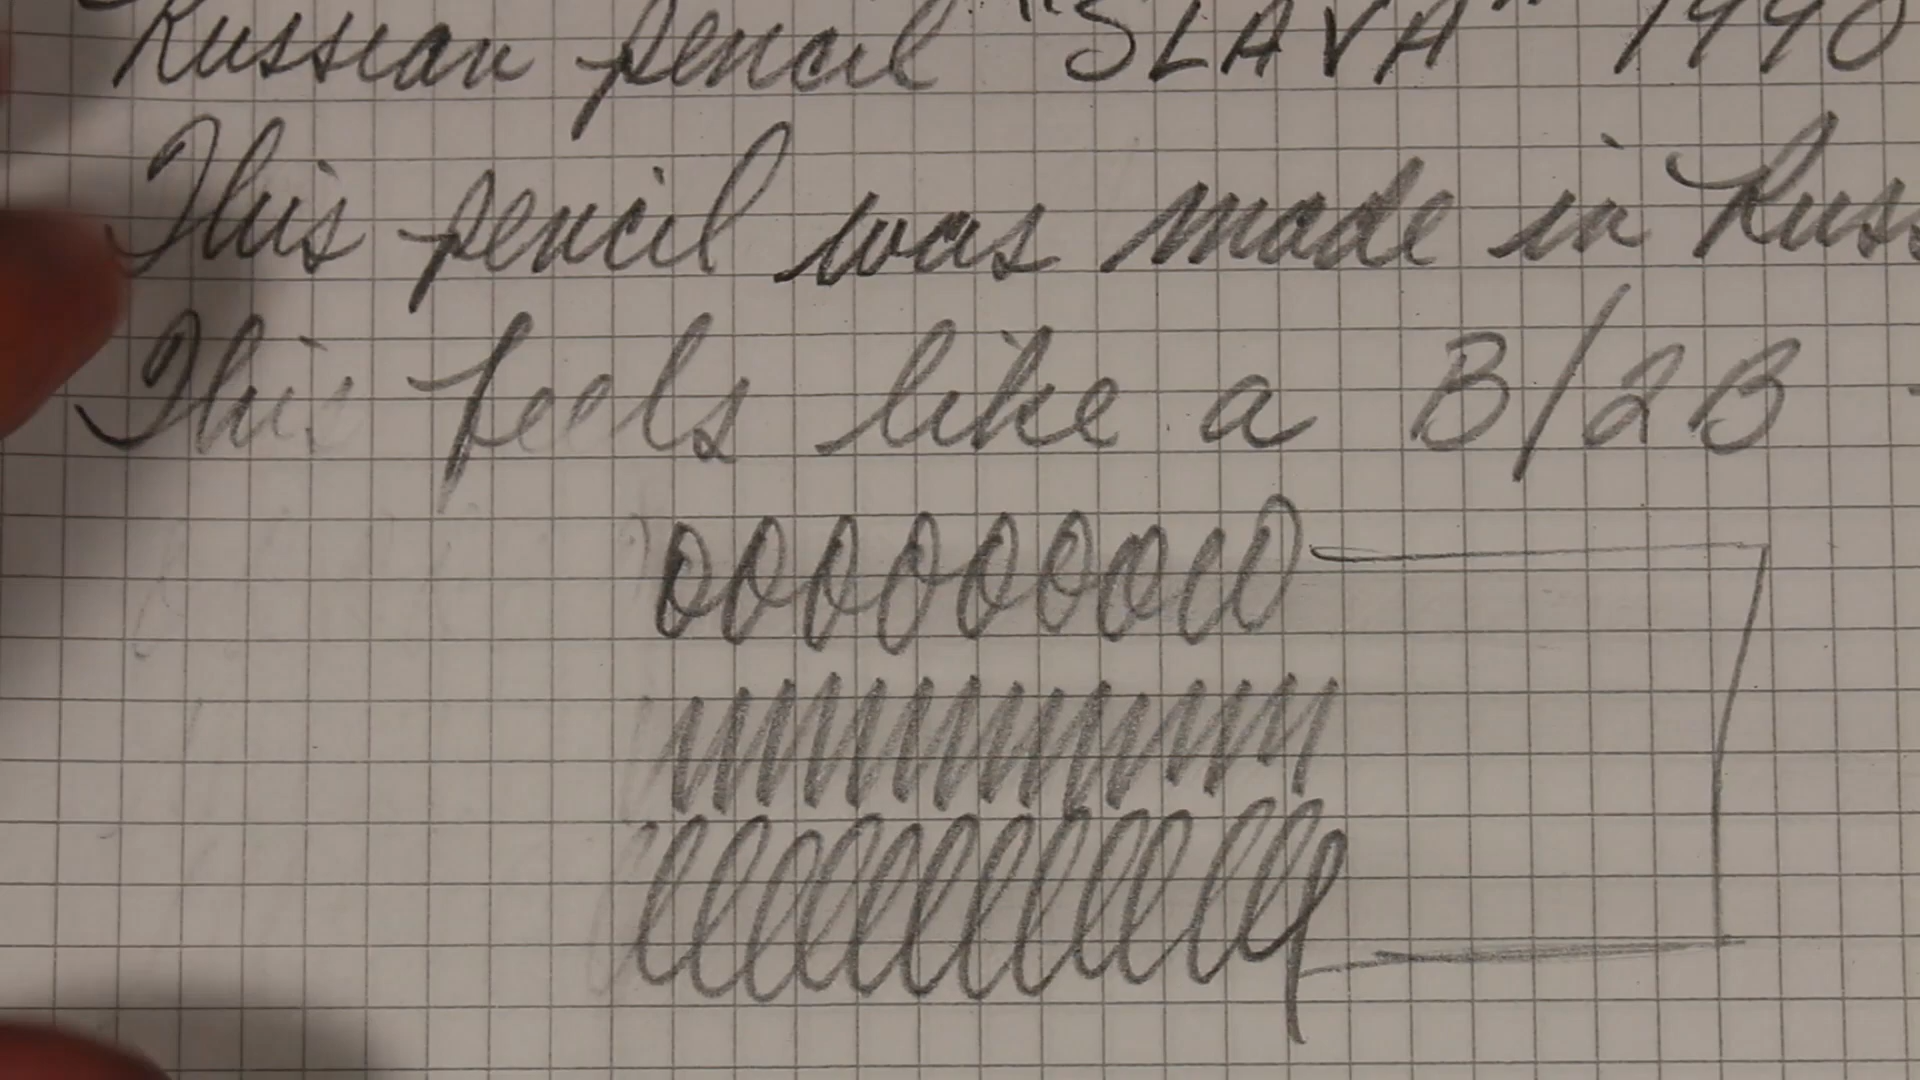 Russian pencil "SLAVA" 1990
This pencil was made in Russ
This feels like a B/2B